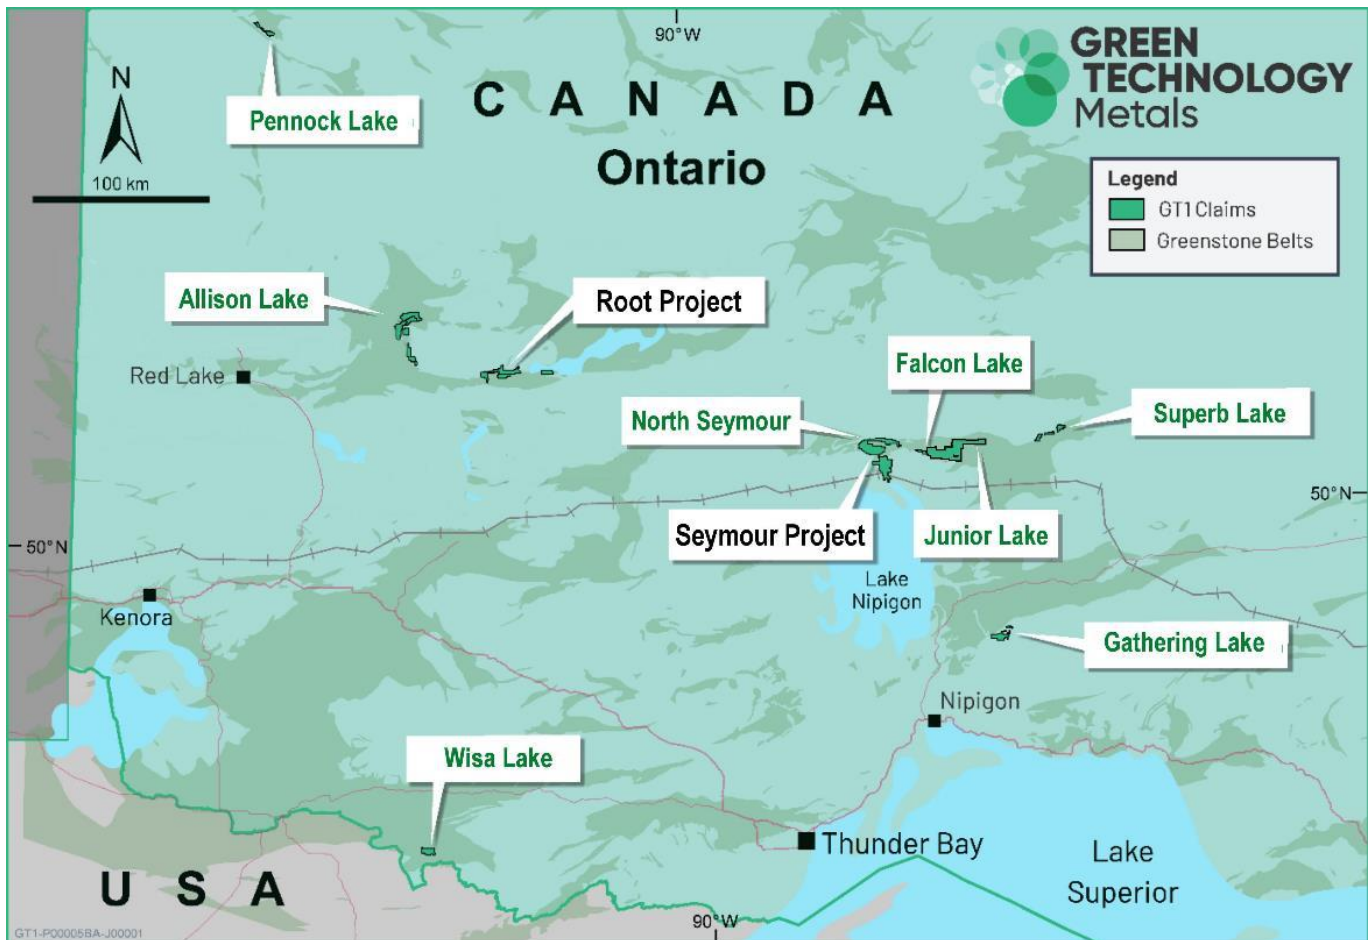 90°W
GREEN
TECHNOLOGY
Metals
N
Pennock Lake
CANADA
Ontario
100 km
Legend
GT1 Claims
Greenstone Belts
Allison Lake
Root Project
Red Lake
Falcon Lake
North Seymour
Superb Lake
50°N
Seymour Project
Junior Lake
50°N
Lake
Nipigon
Kenora
Gathering Lake
Nipigon
Wisa Lake
Thunder Bay
Lake
Superior
USA
90°W
GT1-P00005BA-J00001